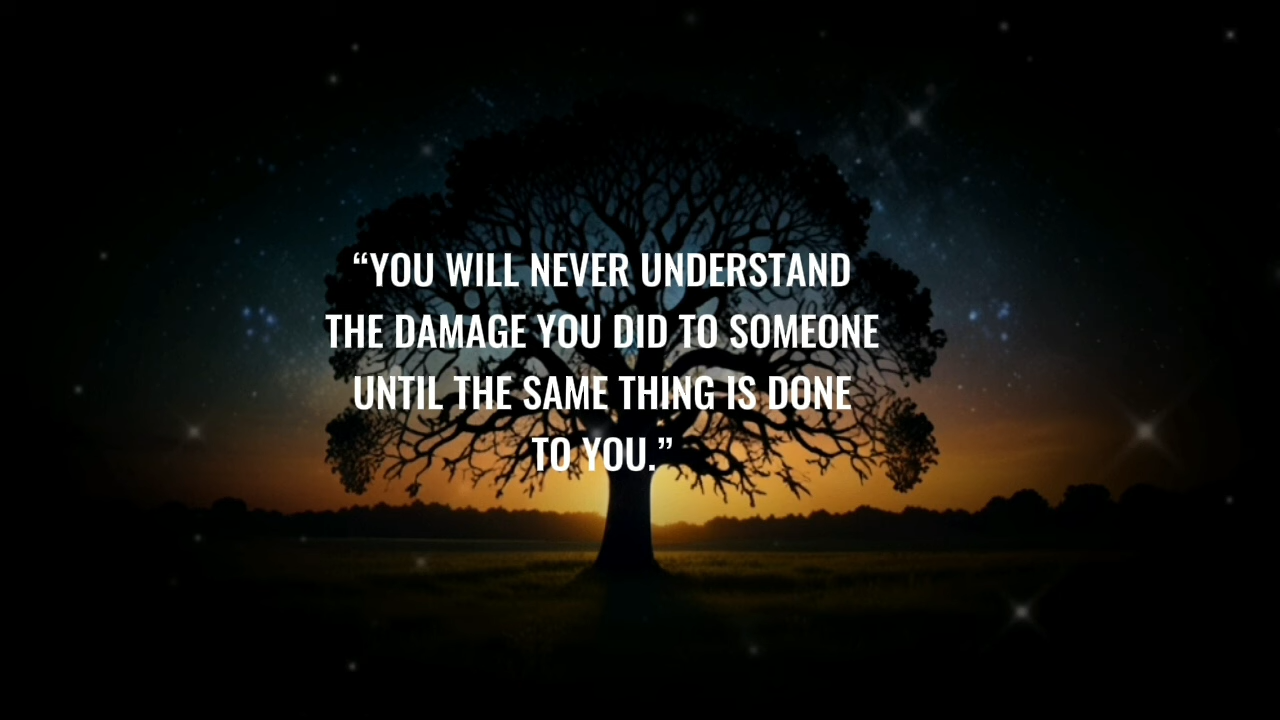 “YOU WILL NEVER UNDERSTAND
THE DAMAGE YOU DID TO SOMEONE
UNTIL THE SAME THING IS DONE
TO YOU.”